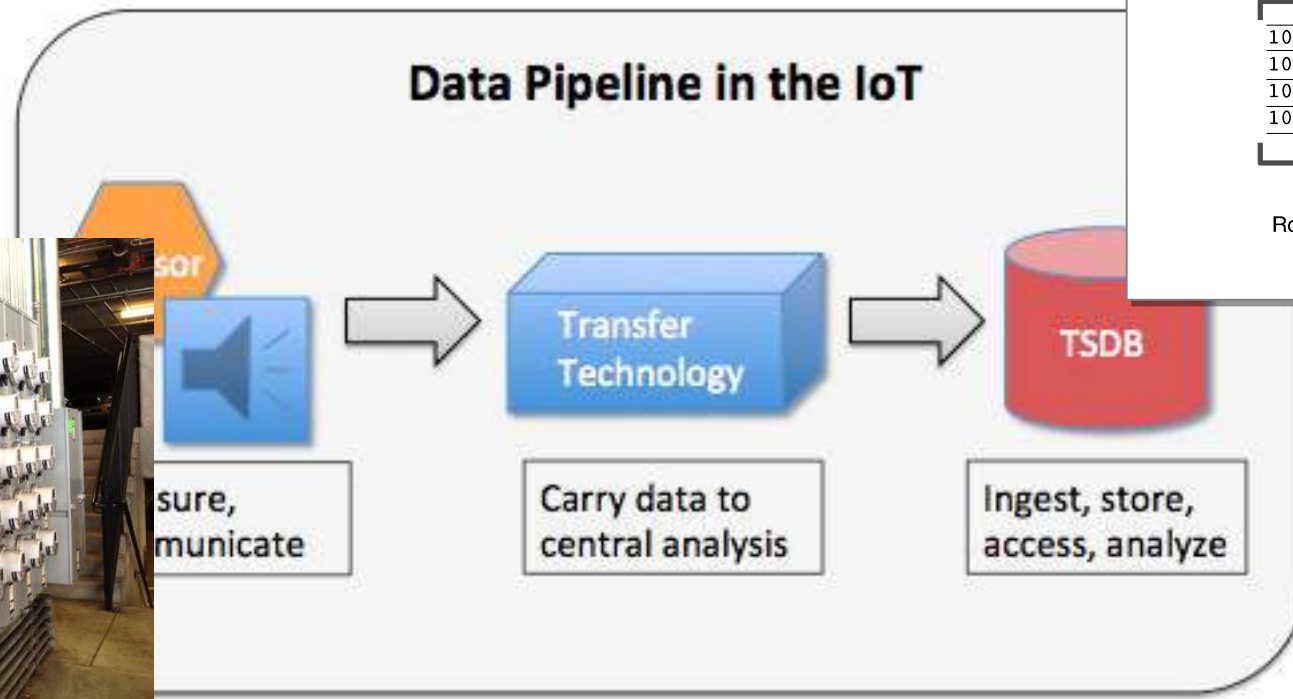 Data Pipeline in the IoT
10
10
10
10
Ro
sor
Transfer
Technology
TSDB
sure,
municate
Carry data to
central analysis
Ingest, store,
access, analyze